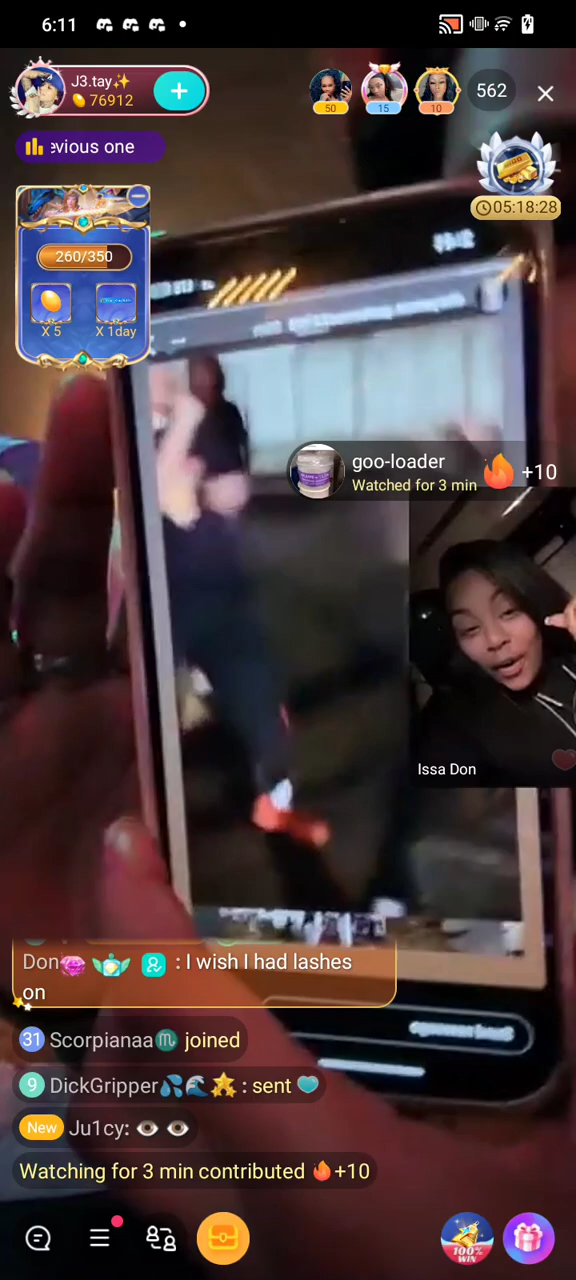 6:11
J3.tay✨
76912
50
15
10
562
evious one
05:18:28
260/350
X 5
X 1day
goo-loader
Watched for 3 min
+10
Issa Don
Don : I wish I had lashes
on
31 Scorpianaa♏ joined
9 DickGripper💦🌊⭐ : sent
New Ju1cy: 👁 👁
Watching for 3 min contributed 🔥+10
100%
WIN